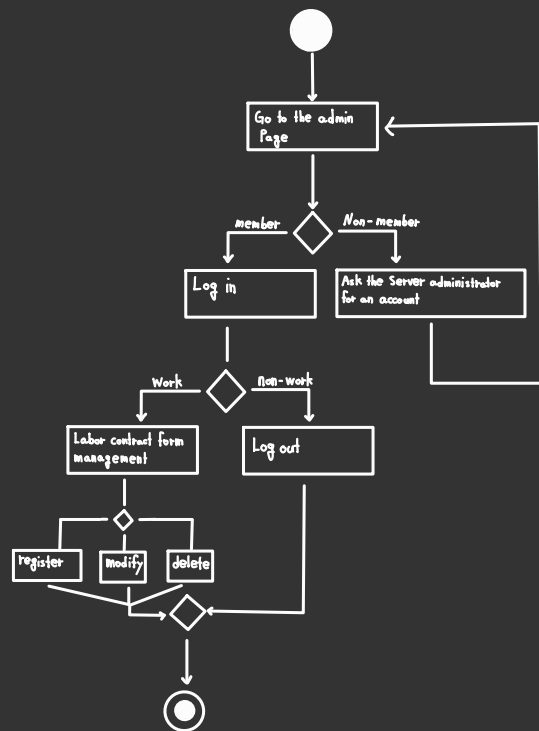 Go to the admin
Page
member
Non-member
Log in
Ask the Server administrator
for an account
Work
non-work
Labor contract form
management
Log out
register
modify
delete